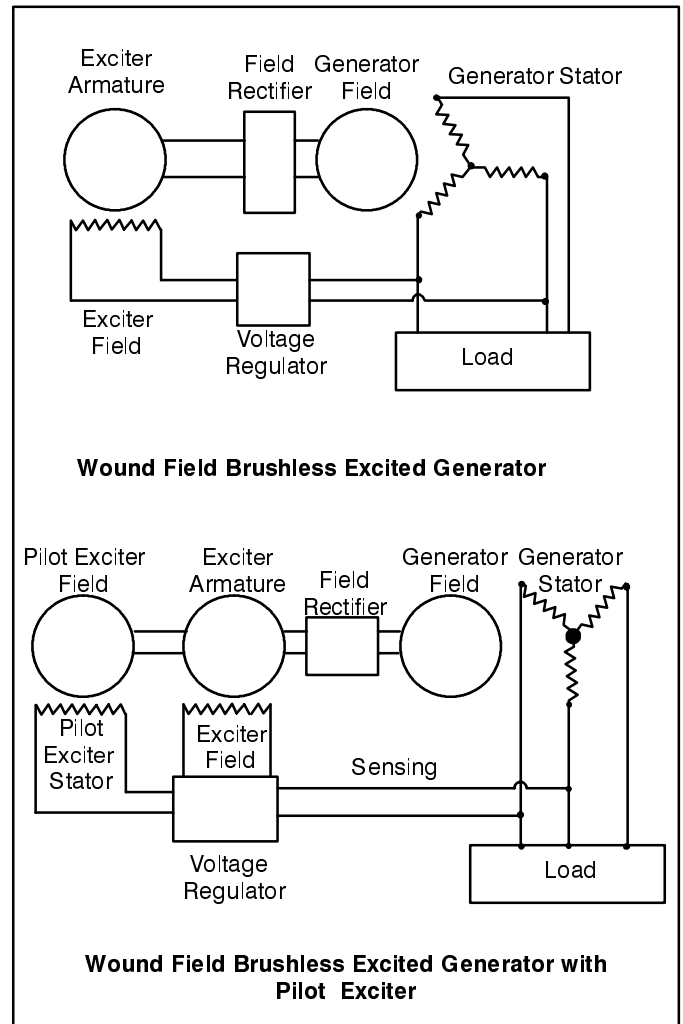 Exciter
Armature
Field
Rectifier
Generator
Field
Generator Stator
Exciter
Field
Voltage
Regulator
Load
Wound Field Brushless Excited Generator
Pilot Exciter
Field
Exciter
Armature
Field
Rectifier
Generator
Field
Generator
Stator
Pilot
Exciter
Stator
Exciter
Field
Sensing
Voltage
Regulator
Load
Wound Field Brushless Excited Generator with
Pilot Exciter